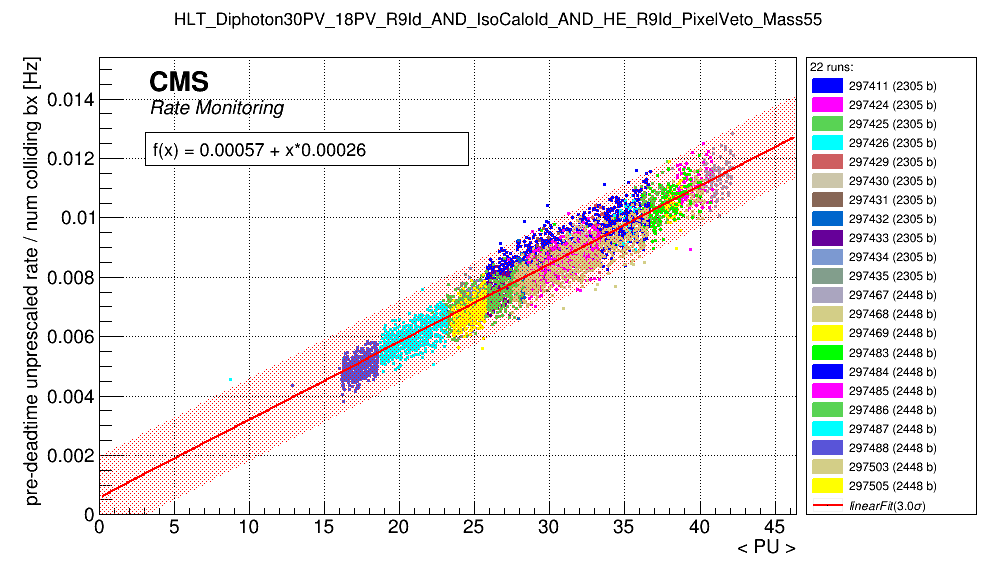 HLT_Diphoton30PV_18PV_R9Id_AND_IsoCaloId_AND_HE_R9Id_PixelVeto_Mass55
pre-deadtime unprescaled rate / num colliding bx [Hz]
CMS
Rate Monitoring
f(x) = 0.00057 + x*0.00026
0.014
0.012
0.01
0.008
0.006
0.004
0.002
0
0 5 10 15 20 25 30 35 40 45
< PU >
22 runs:
297411 (2305 b)
297424 (2305 b)
297425 (2305 b)
297426 (2305 b)
297429 (2305 b)
297430 (2305 b)
297431 (2305 b)
297432 (2305 b)
297433 (2305 b)
297434 (2305 b)
297435 (2305 b)
297467 (2448 b)
297468 (2448 b)
297469 (2448 b)
297483 (2448 b)
297484 (2448 b)
297485 (2448 b)
297486 (2448 b)
297487 (2448 b)
297488 (2448 b)
297503 (2448 b)
297505 (2448 b)
linearFit(3.0σ)